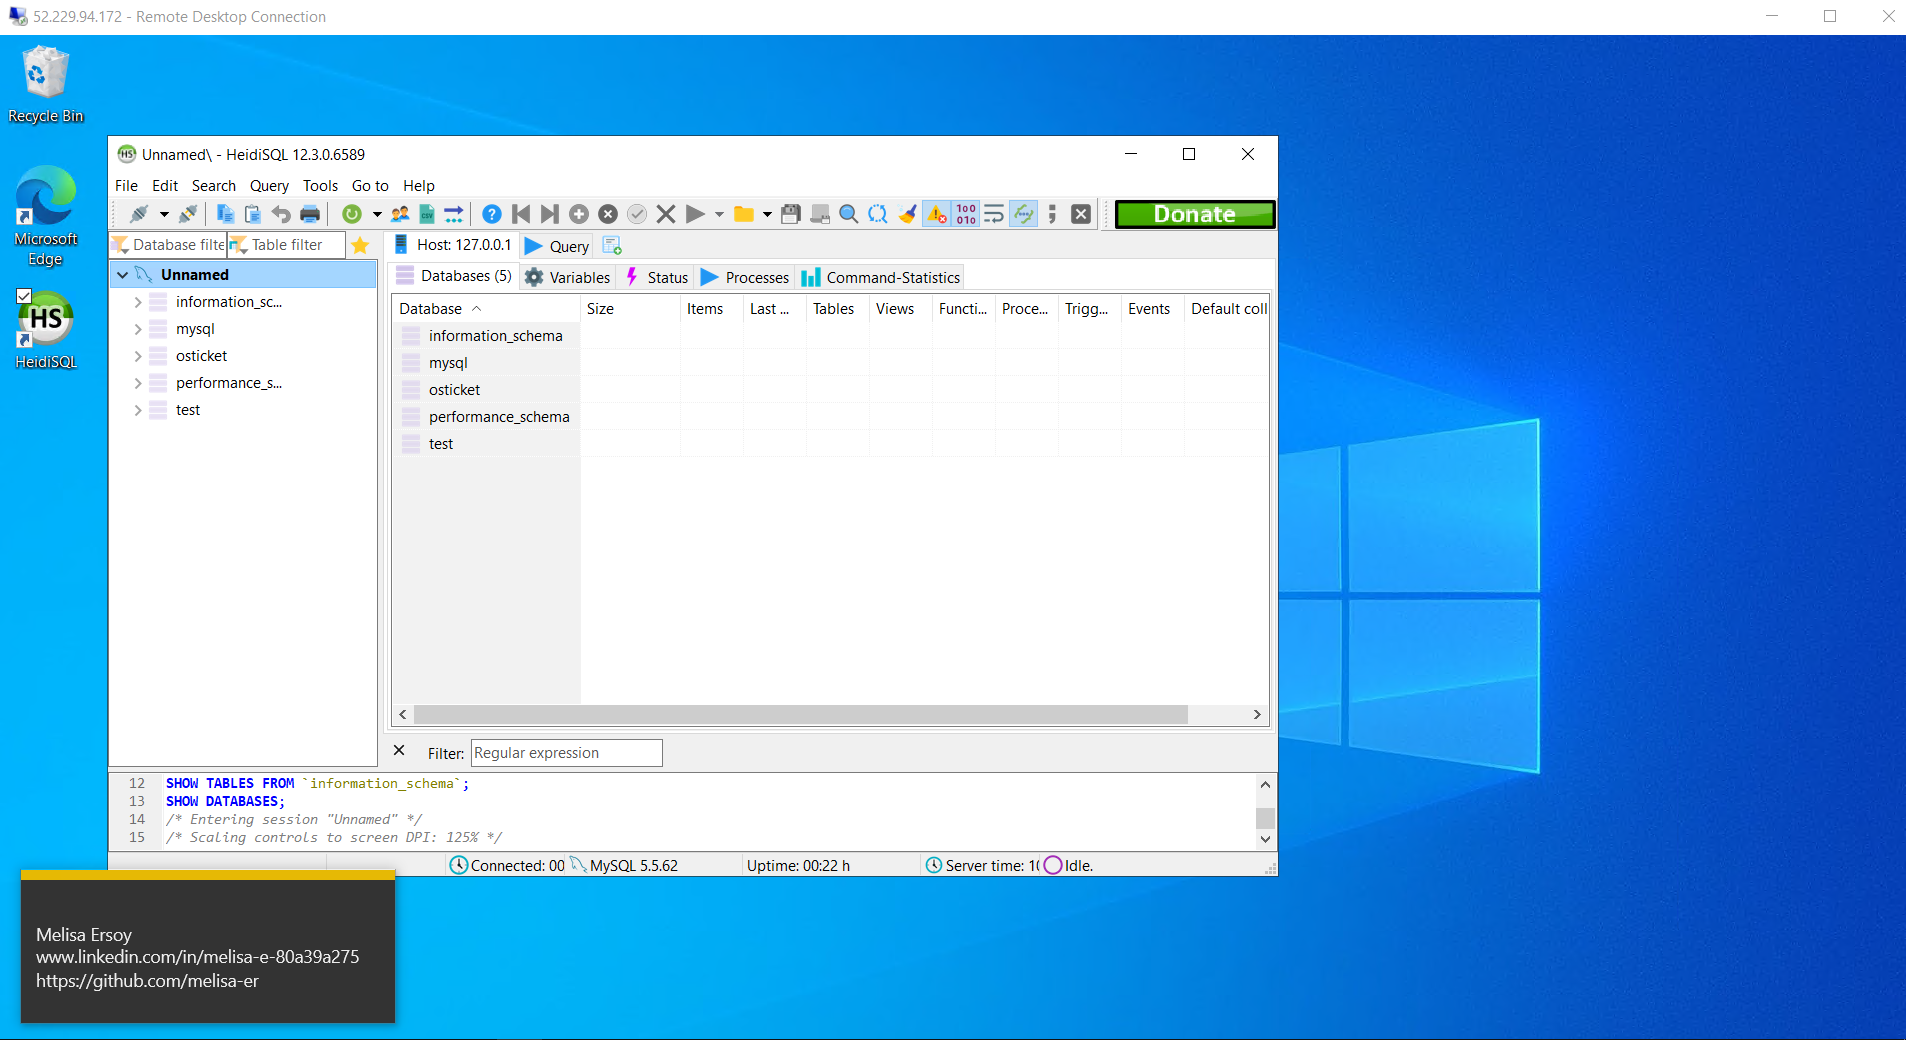 52.229.94.172 - Remote Desktop Connection
Recycle Bin
Microsoft
Edge
HS
HeidiSQL
HS Unnamed\ - HeidiSQL 12.3.0.6589
File Edit Search Query Tools Go to Help
CSV ? 100 010 ; Donate
Database filte Table filter
Host: 127.0.0.1 Query
Unnamed
information_sc...
mysql
osticket
performance_s...
test
Databases (5) Variables Status Processes Command-Statistics
Database Size Items Last ... Tables Views Functi... Proce... Trigg... Events Default coll
information_schema
mysql
osticket
performance_schema
test
Filter: Regular expression
12 SHOW TABLES FROM `information_schema`;
13 SHOW DATABASES;
14 /* Entering session "Unnamed" */
15 /* Scaling controls to screen DPI: 125% */
Connected: 00 MySQL 5.5.62 Uptime: 00:22 h Server time: 10 Idle.
Melisa Ersoy
www.linkedin.com/in/melisa-e-80a39a275
https://github.com/melisa-er